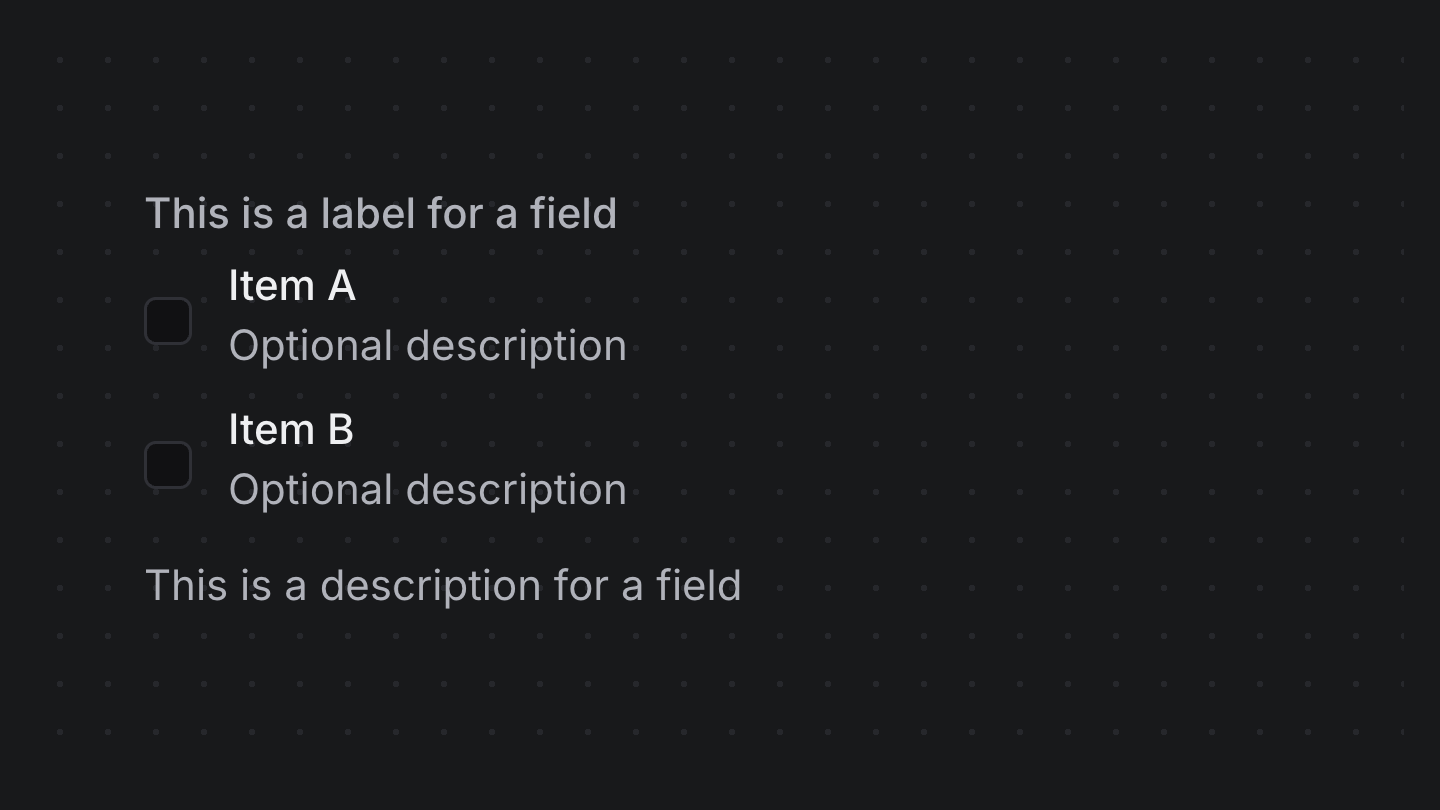 This is a label for a field
Item A
Optional description
Item B
Optional description
This is a description for a field